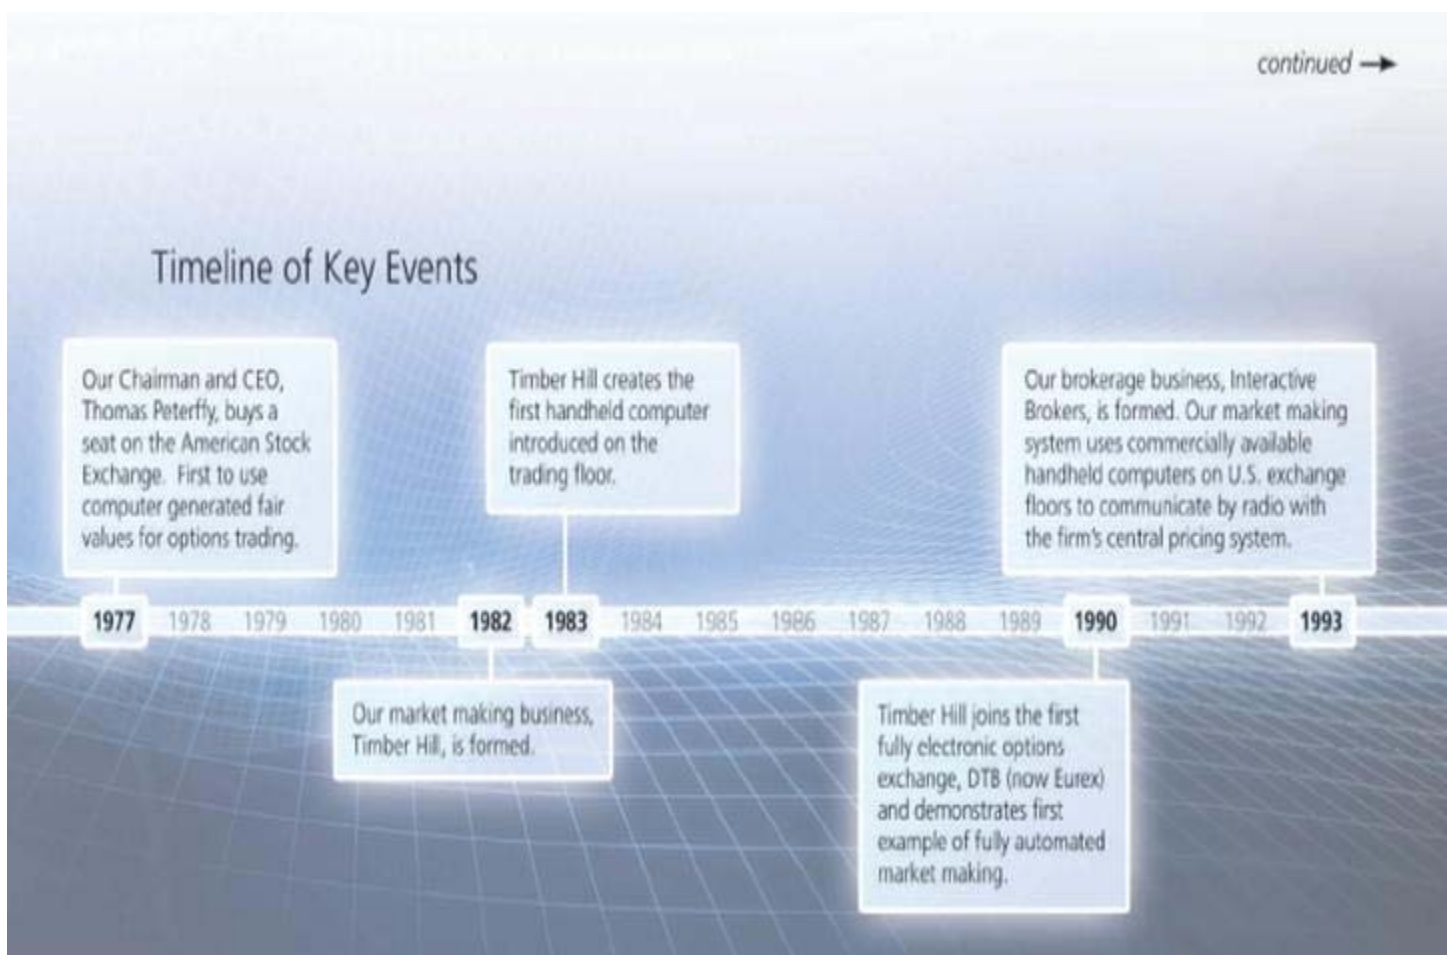 continued
Timeline of Key Events
Our Chairman and CEO,
Thomas Peterffy, buys a
seat on the American Stock
Exchange. First to use
computer generated fair
values for options trading.
Timber Hill creates the
first handheld computer
introduced on the
trading floor.
Our brokerage business, Interactive
Brokers, is formed. Our market making
system uses commercially available
handheld computers on U.S. exchange
floors to communicate by radio with
the firm's central pricing system.
1977 1978 1979 1980 1981 1982 1983 1984 1985 1986 1987 1988 1989 1990 1991 1992 1993
Our market making business,
Timber Hill, is formed.
Timber Hill joins the first
fully electronic options
exchange, DTB (now Eurex)
and demonstrates first
example of fully automated
market making.